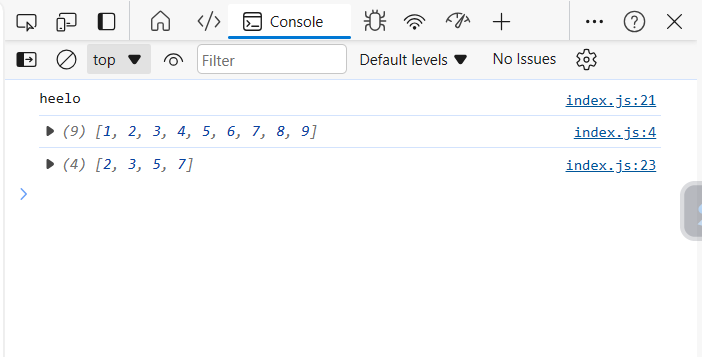 Console
top Filter Default levels No Issues
heelo index.js:21
(9) [1, 2, 3, 4, 5, 6, 7, 8, 9] index.js:4
(4) [2, 3, 5, 7] index.js:23